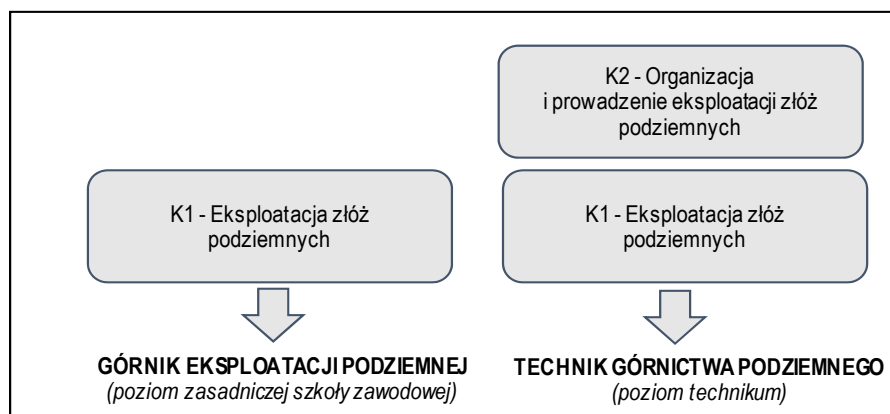 K2 - Organizacja
i prowadzenie eksploatacji złóż
podziemnych
K1 - Eksploatacja złóż
podziemnych
K1 - Eksploatacja złóż
podziemnych
GÓRNIK EKSPLOATACJI PODZIEMNEJ
(poziom zasadniczej szkoły zawodowej)
TECHNIK GÓRNICTWA PODZIEMNEGO
(poziom technikum)